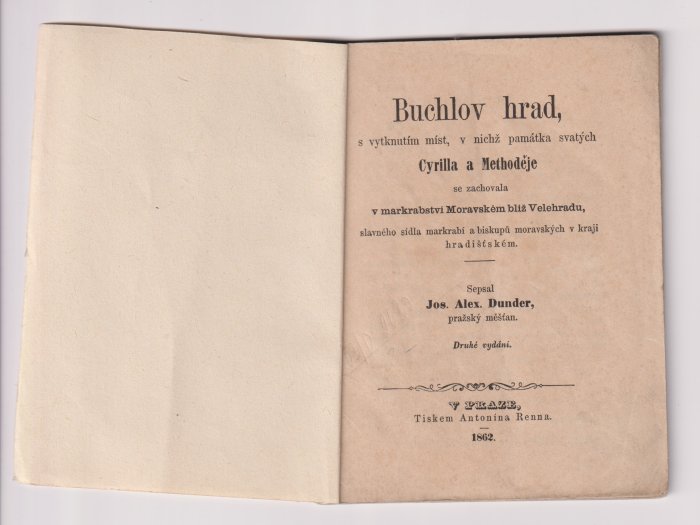 Buchlov hrad,
s vytknutím míst, v nichž památka svatých
Cyrilla a Methoděje
se zachovala
v markrabství Moravském blíž Velehradu,
slavného sídla markrabí a biskupů moravských v kraji
hradišťském.
Sepsal
Jos. Alex. Dunder,
pražský měšťan.
Druhé vydání.
V PRAZE,
Tiskem Antonína Renna.
1862.